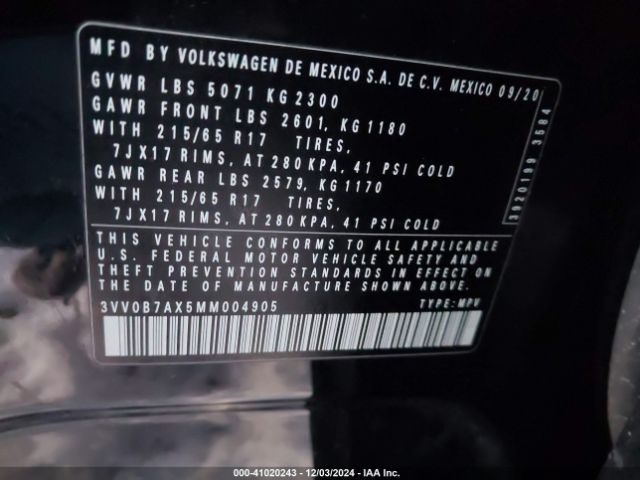 MFD BY VOLKSWAGEN DE MEXICO S.A. DE C.V. MEXICO 09/20
GVWR LBS 5071 KG 2300
GAWR FRONT LBS 2601, KG 1180
WITH 215/65 R17 TIRES,
7JX17 RIMS, AT 280 KPA, 41 PSI COLD
GAWR REAR LBS 2579, KG 1170
WITH 215/65 R17 TIRES,
7JX17 RIMS, AT 280 KPA, 41 PSI COLD
THIS VEHICLE CONFORMS TO ALL APPLICABLE
U.S. FEDERAL MOTOR VEHICLE SAFETY AND
THEFT PREVENTION STANDARDS IN EFFECT ON
THE DATE OF MANUFACTURE SHOWN ABOVE
3VV0B7AX5MM004905 TYPE: MPV
3920199 3584
000-41020243 - 12/03/2024 - IAA Inc.